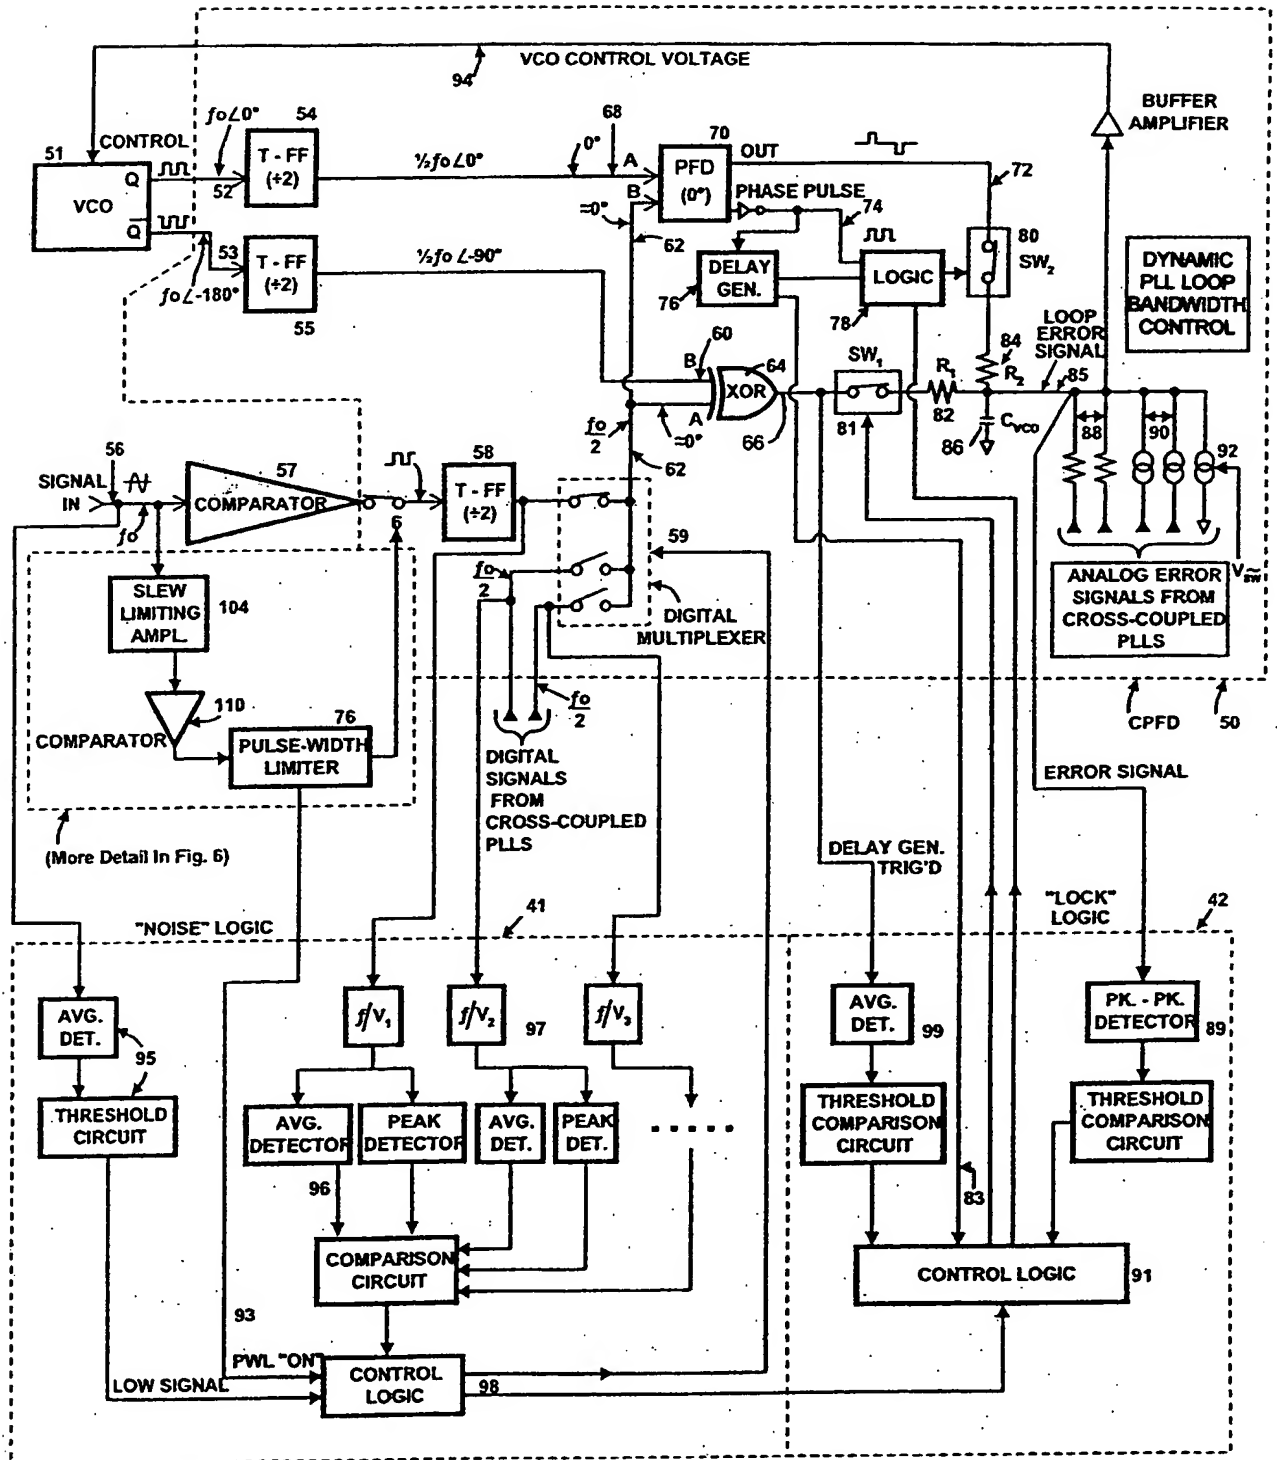 VCO CONTROL VOLTAGE
94
BUFFER
AMPLIFIER
CONTROL
fo∠0°
54
68
70
OUT
51
VCO
Q
Q̅
52
T - FF
(÷2)
½fo∠0°
0°
A
B
PFD
(0°)
PHASE PULSE
72
74
≈0°
62
53
fo∠-180°
T - FF
(÷2)
55
½fo∠-90°
DELAY
GEN.
76
LOGIC
78
80
SW2
DYNAMIC
PLL LOOP
BANDWIDTH
CONTROL
LOOP
ERROR
SIGNAL
84
R2
85
60
B
A
XOR
64
66
≈0°
SW1
81
R1
82
86
CVCO
88
90
92
fo/2
62
56
SIGNAL
IN
fo
57
COMPARATOR
6
58
T - FF
(÷2)
59
fo/2
DIGITAL
MULTIPLEXER
Vsw
ANALOG ERROR
SIGNALS FROM
CROSS-COUPLED
PLLS
SLEW
LIMITING
AMPL.
104
110
COMPARATOR
76
PULSE-WIDTH
LIMITER
fo/2
DIGITAL
SIGNALS
FROM
CROSS-COUPLED
PLLS
CPFD
50
ERROR SIGNAL
(More Detail In Fig. 6)
DELAY GEN.
TRIG'D
"NOISE" LOGIC
41
"LOCK"
LOGIC
42
AVG.
DET.
95
THRESHOLD
CIRCUIT
f/V1
f/V2
97
f/V3
AVG.
DET.
99
PK. - PK.
DETECTOR
89
AVG.
DETECTOR
PEAK
DETECTOR
AVG.
DET.
PEAK
DET.
THRESHOLD
COMPARISON
CIRCUIT
THRESHOLD
COMPARISON
CIRCUIT
96
83
COMPARISON
CIRCUIT
CONTROL LOGIC
91
93
PWL "ON"
LOW SIGNAL
CONTROL
LOGIC
98